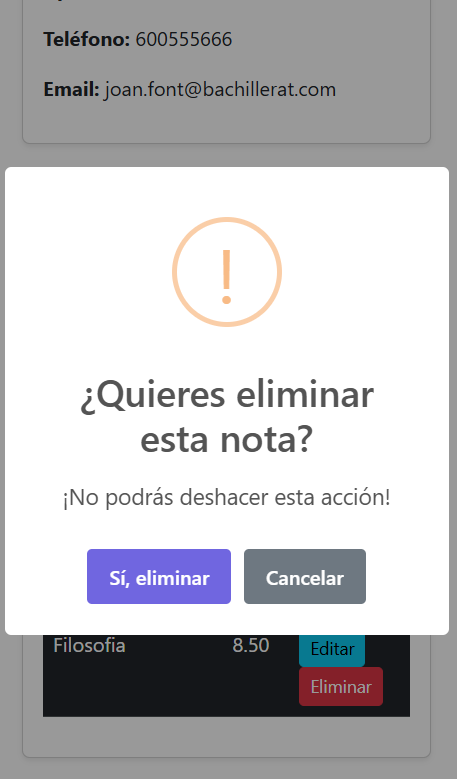 Teléfono: 600555666
Email: joan.font@bachillerat.com
!
¿Quieres eliminar
esta nota?
¡No podrás deshacer esta acción!
Sí, eliminar Cancelar
Filosofia 8.50 Editar
Eliminar